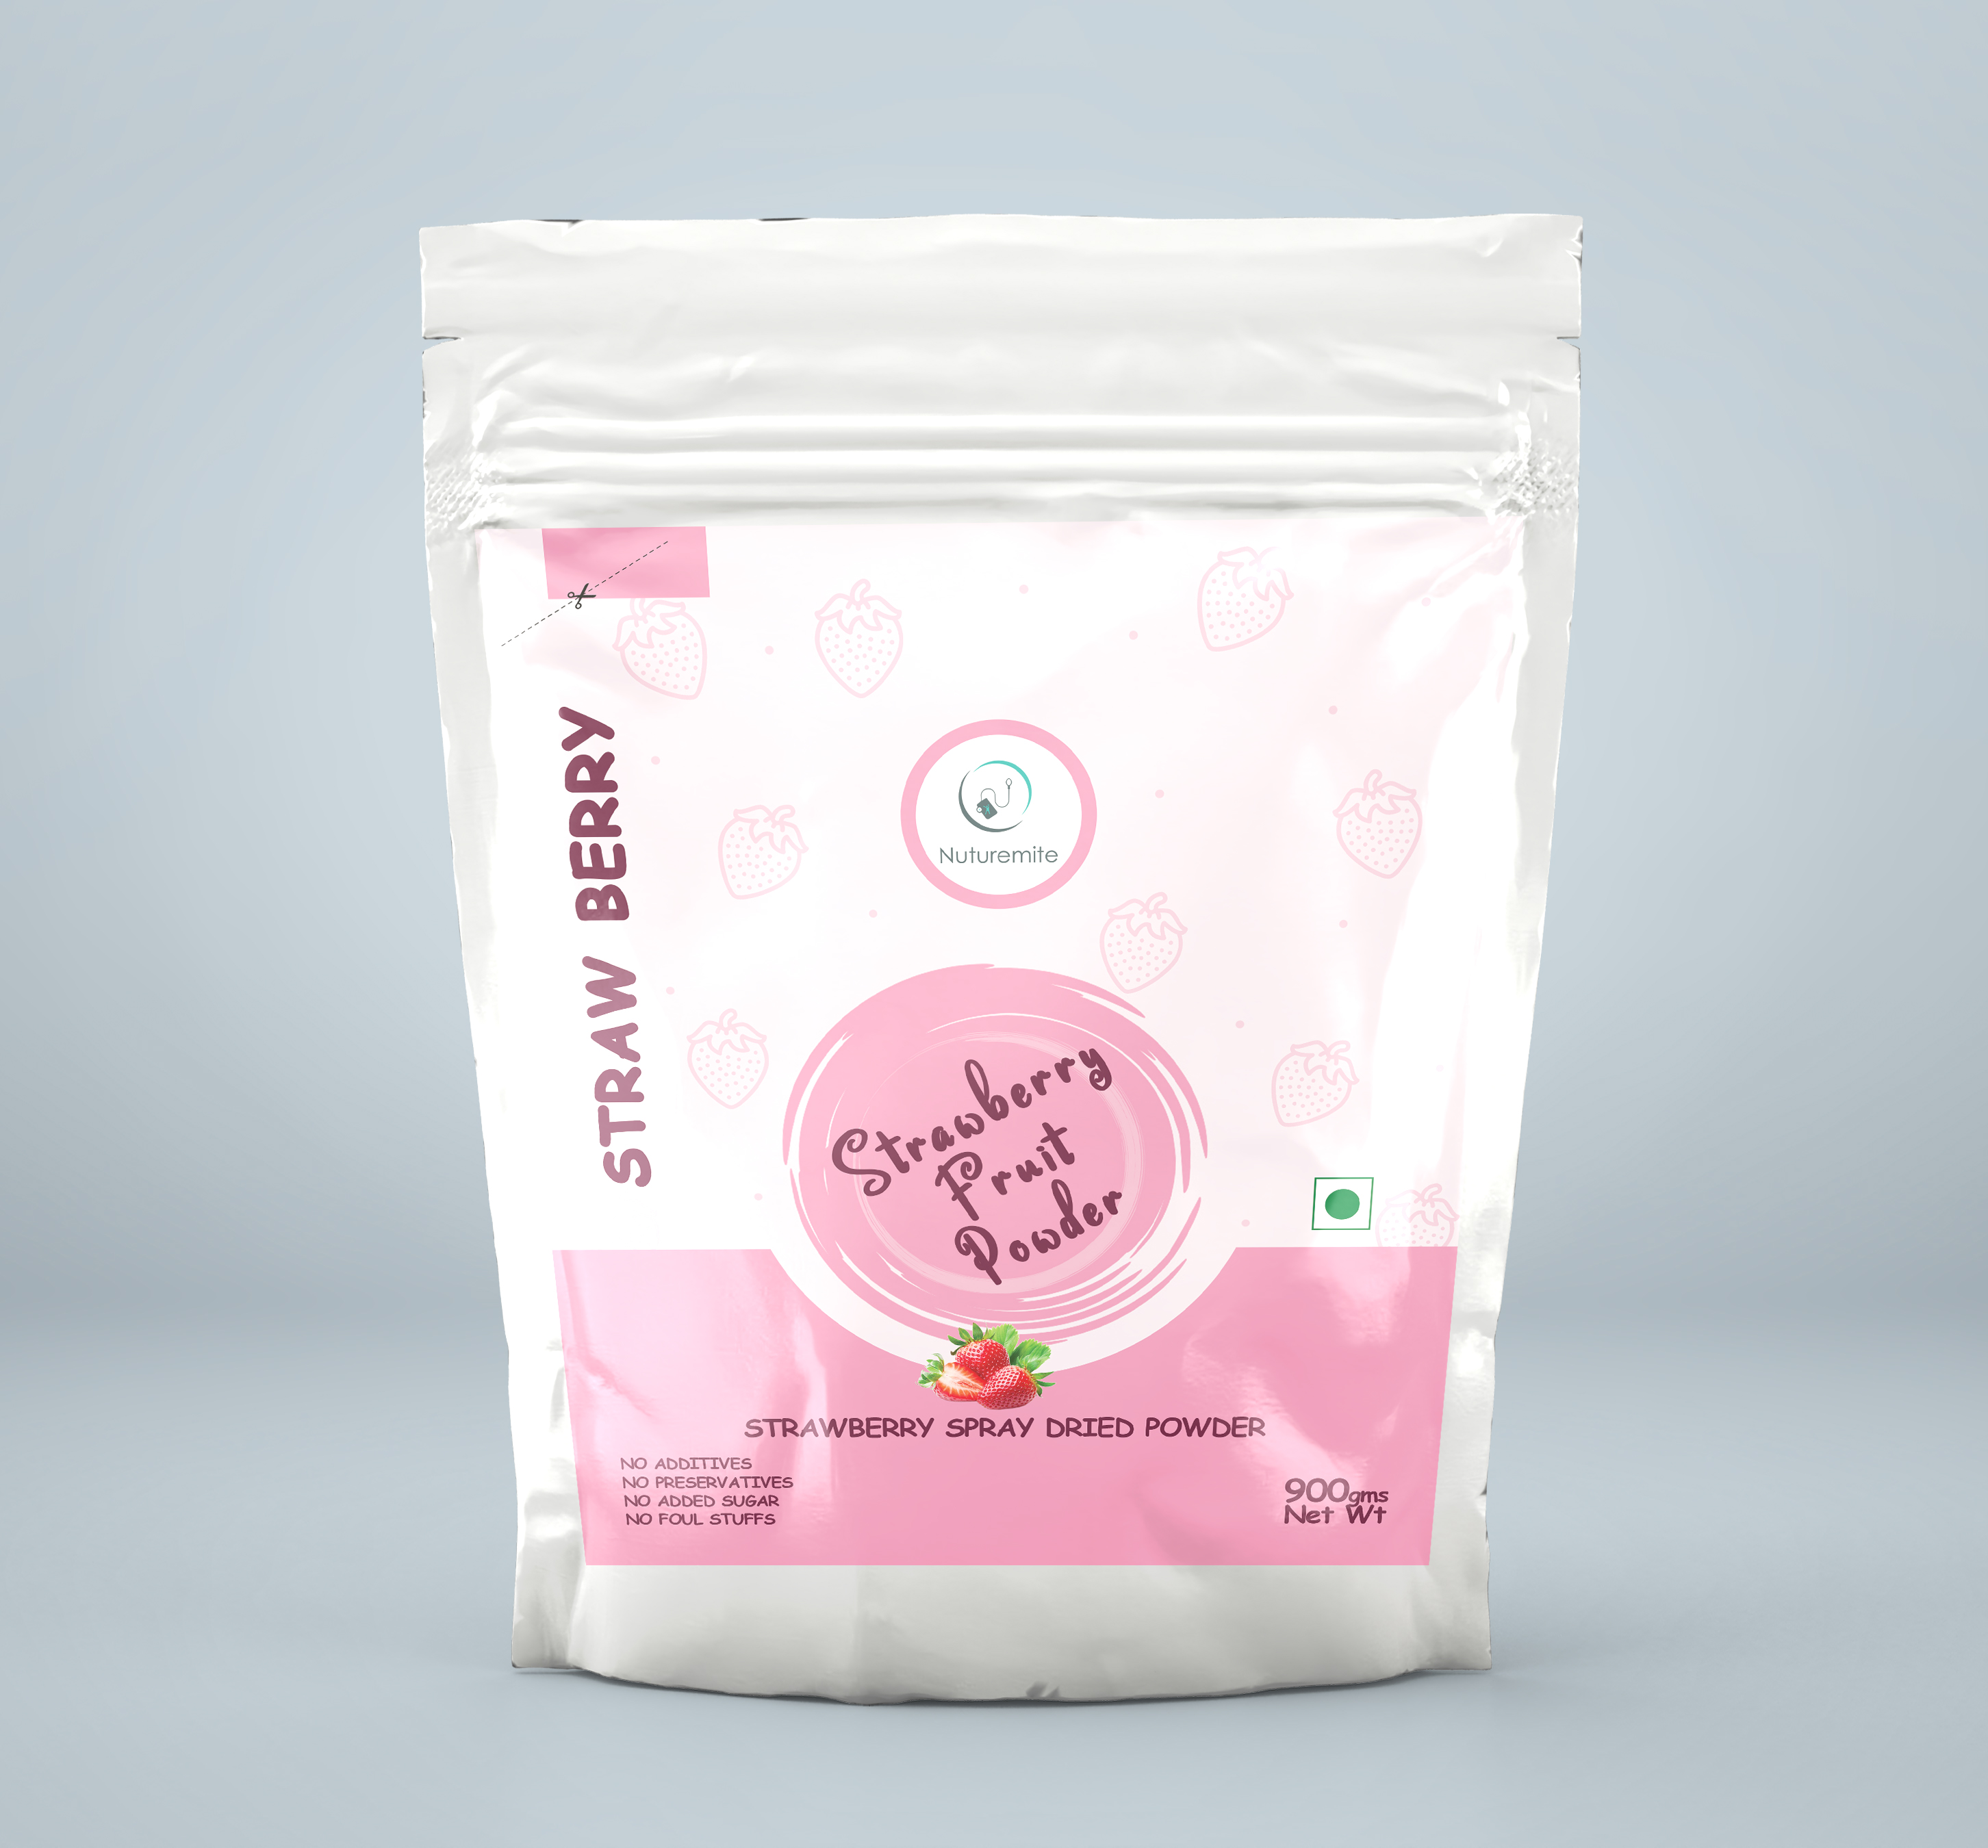 STRAW BERRY
Nuturemite
Strawberry
Fruit
Powder
STRAWBERRY SPRAY DRIED POWDER
NO ADDITIVES
NO PRESERVATIVES
NO ADDED SUGAR
NO FOUL STUFFS
900gms
Net Wt